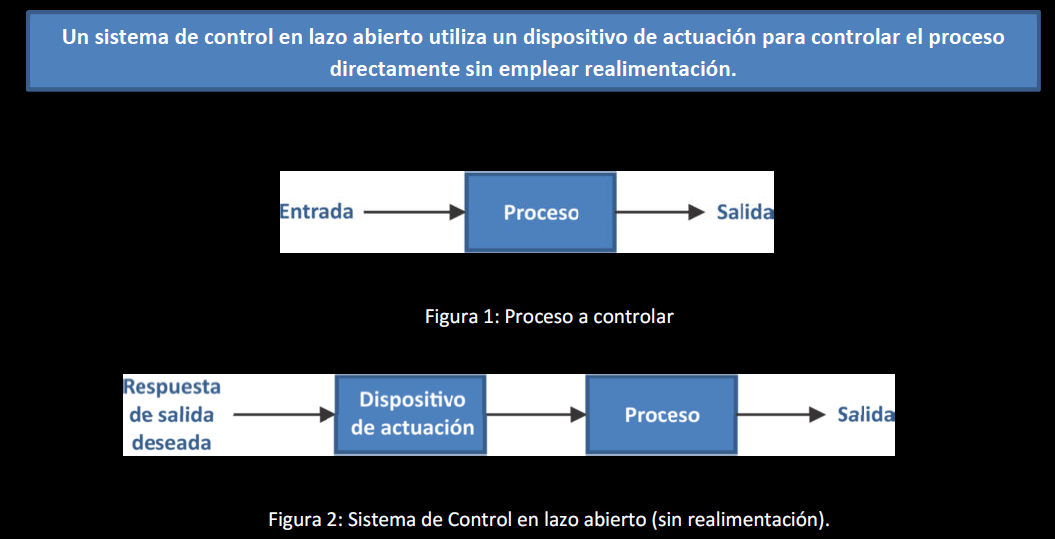 Un sistema de control en lazo abierto utiliza un dispositivo de actuación para controlar el proceso
directamente sin emplear realimentación.
Entrada
Proceso
Salida
Figura 1: Proceso a controlar
Respuesta
de salida
deseada
Dispositivo
de actuación
Proceso
Salida
Figura 2: Sistema de Control en lazo abierto (sin realimentación).